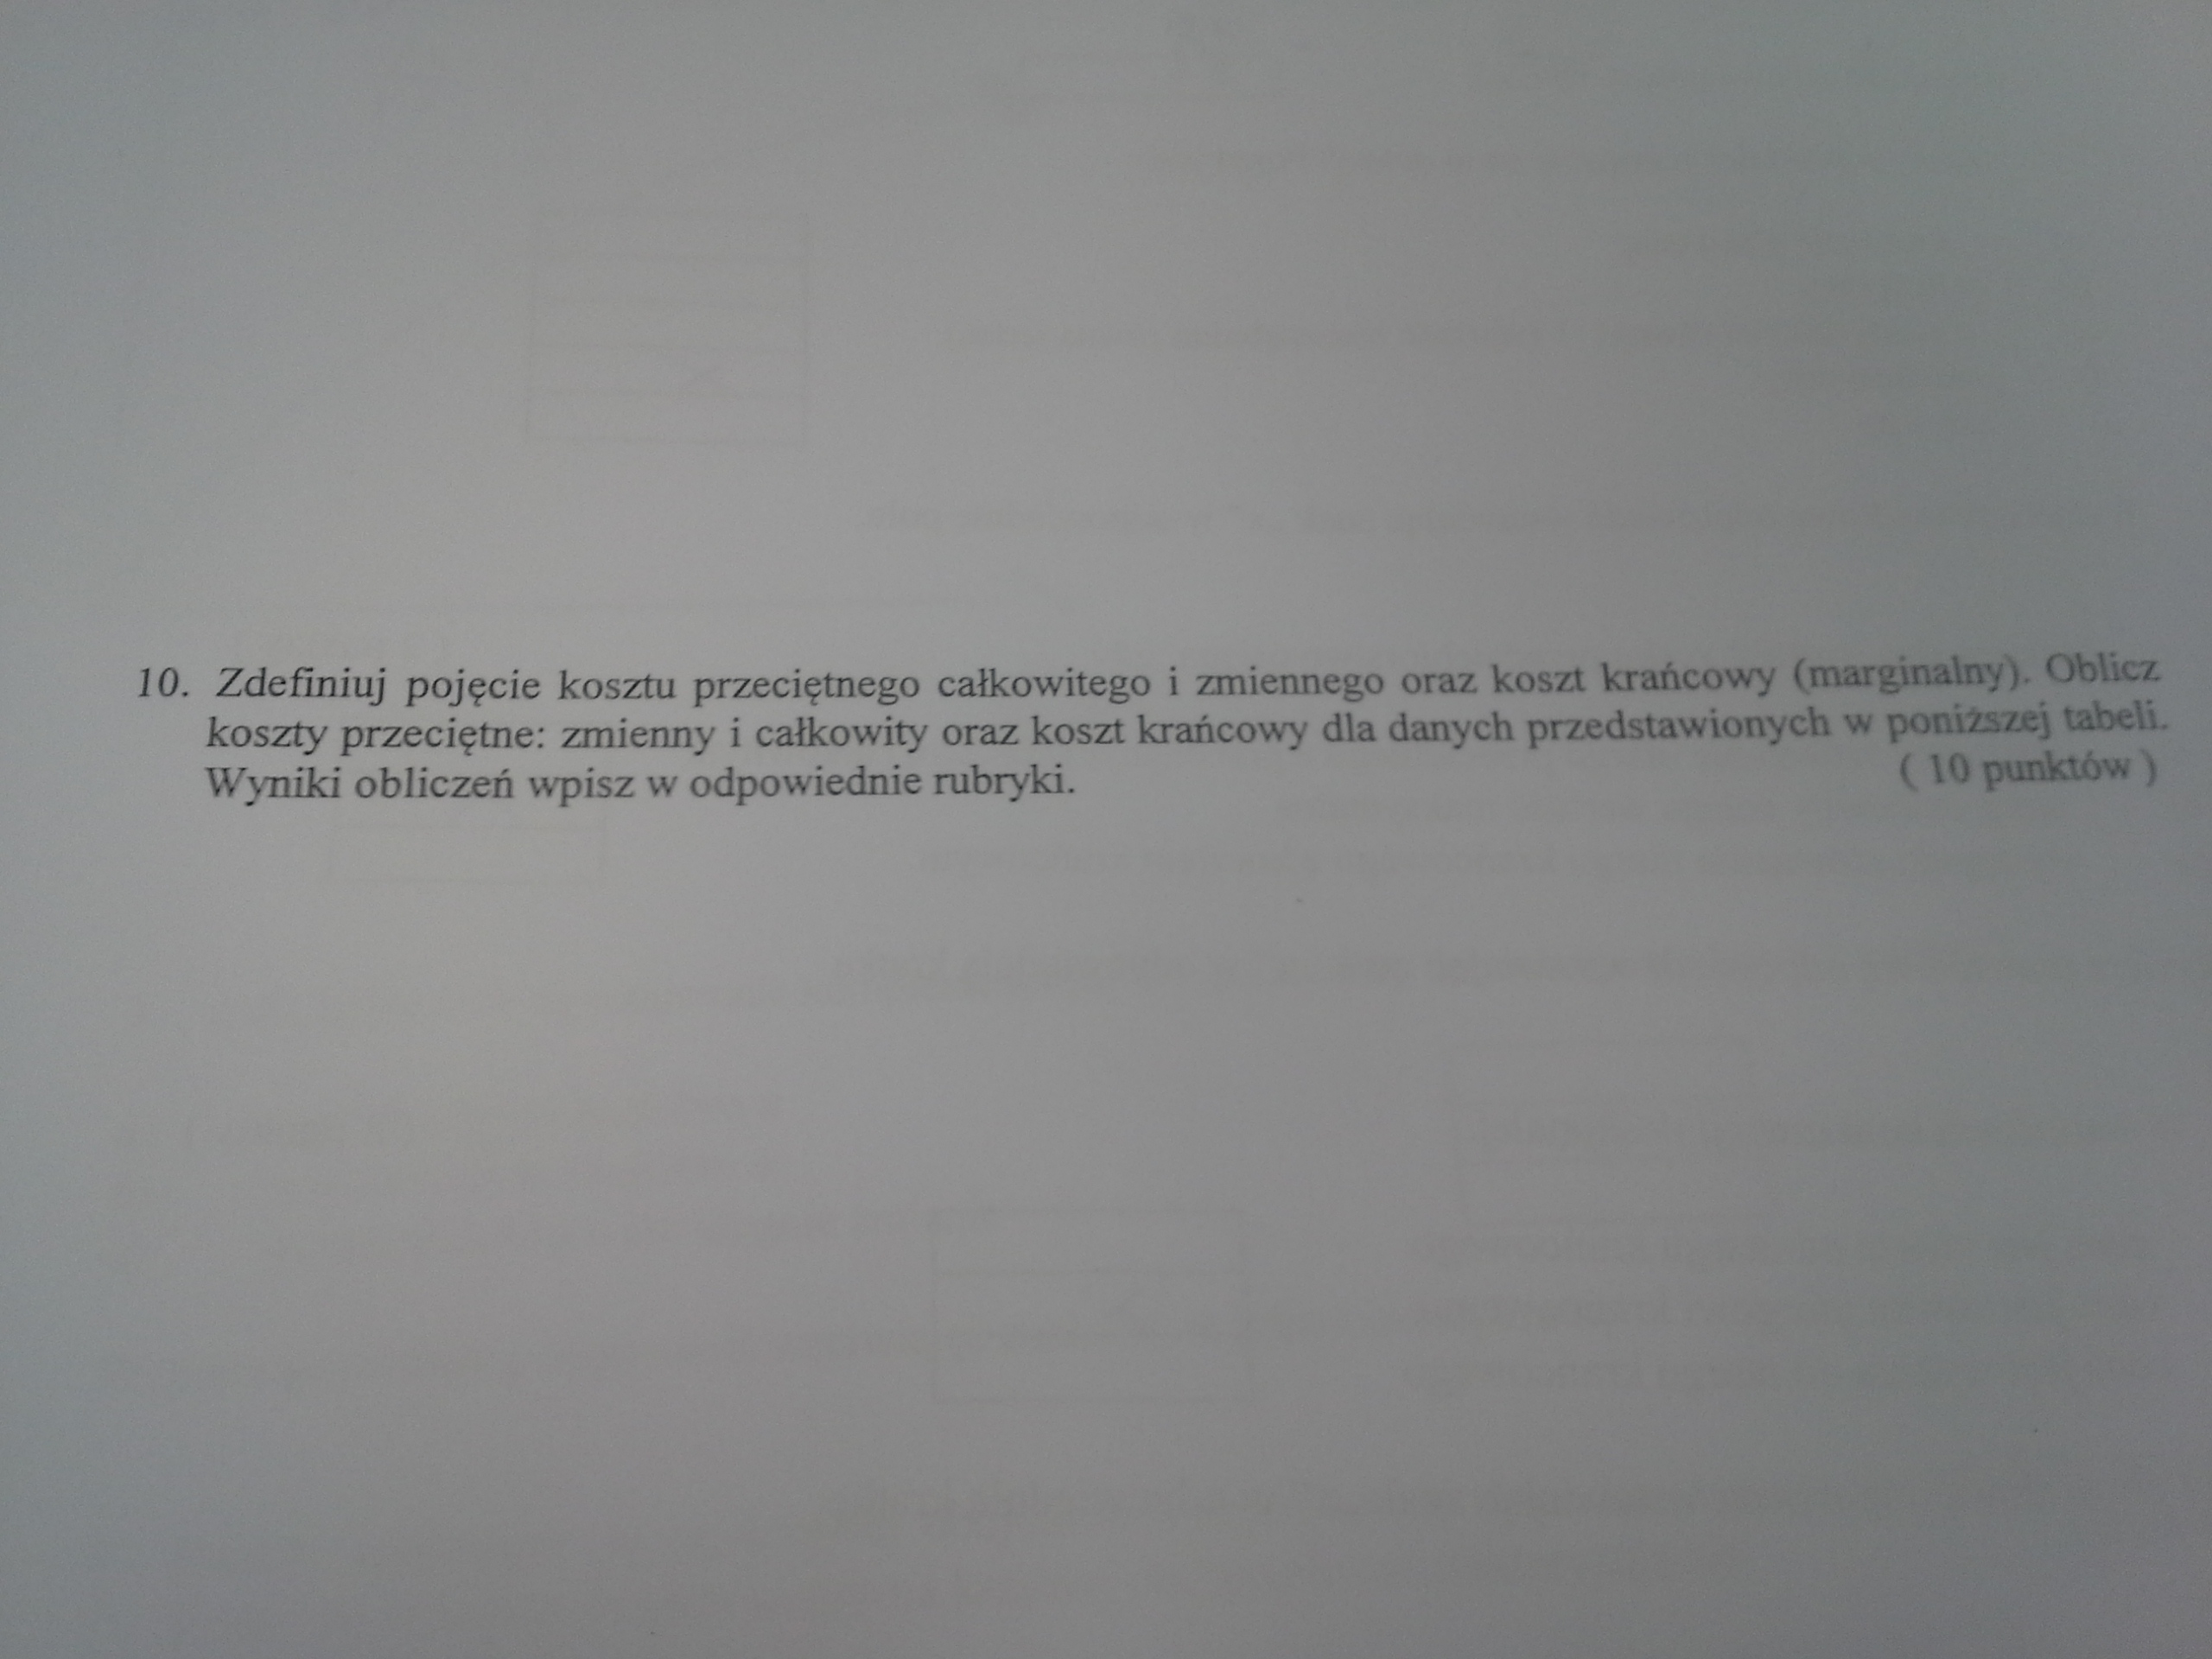 10. Zdefiniuj pojęcie kosztu przeciętnego całkowitego i zmiennego oraz koszt krańcowy (marginalny). Oblicz
koszty przeciętne: zmienny i całkowity oraz koszt krańcowy dla danych przedstawionych w poniższej tabeli.
Wyniki obliczeń wpisz w odpowiednie rubryki. ( 10 punktów )